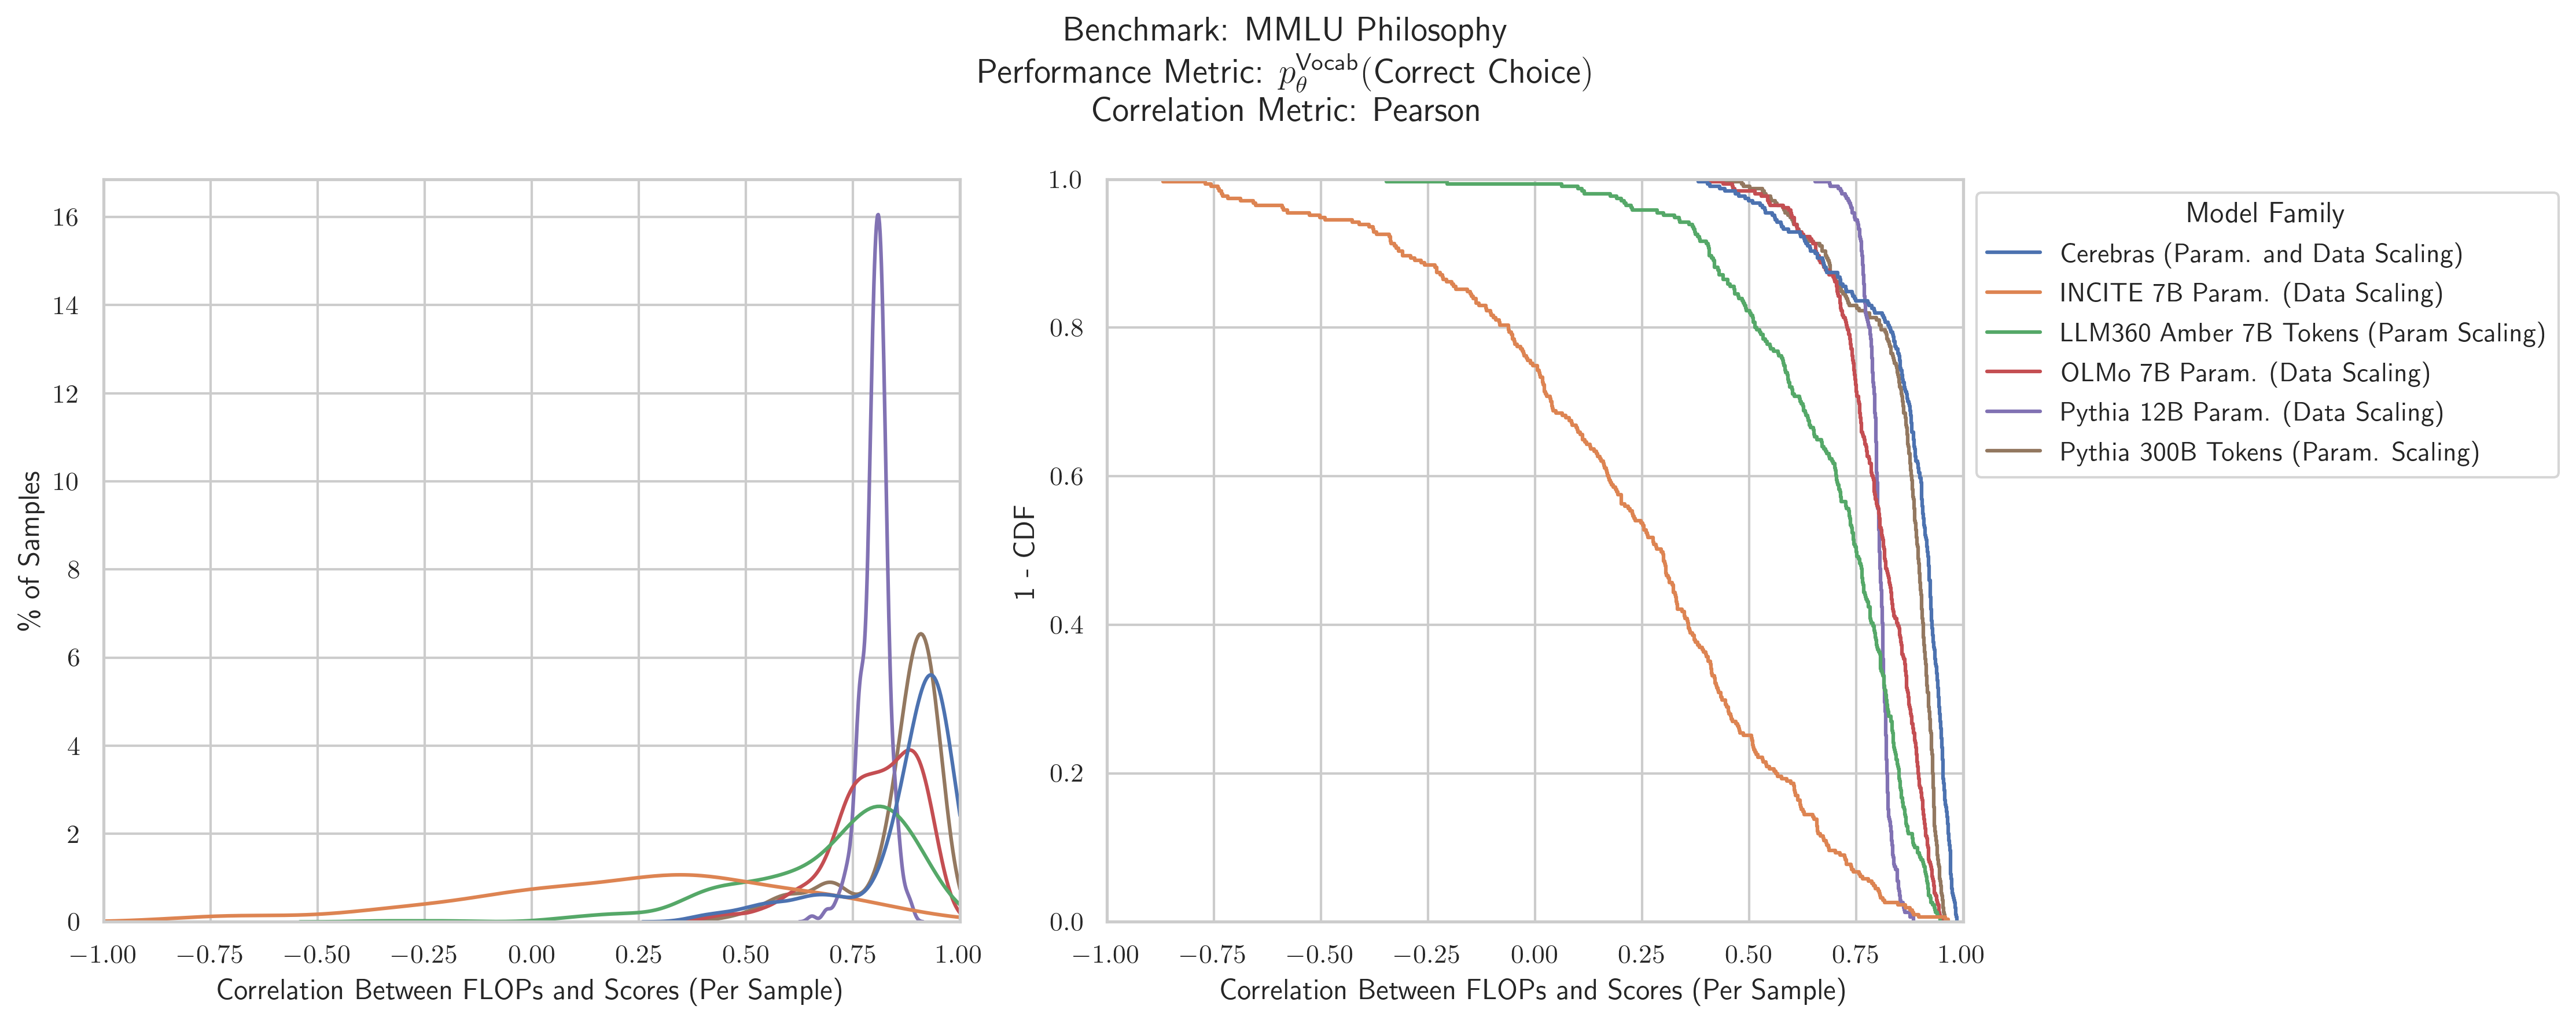 Benchmark: MMLU Philosophy
Performance Metric: $p_\theta^{\text{Vocab}}$(Correct Choice)
Correlation Metric: Pearson
% of Samples
16
14
12
10
8
6
4
2
0
−1.00 −0.75 −0.50 −0.25 0.00 0.25 0.50 0.75 1.00
Correlation Between FLOPs and Scores (Per Sample)
1 - CDF
1.0
0.8
0.6
0.4
0.2
0.0
−1.00 −0.75 −0.50 −0.25 0.00 0.25 0.50 0.75 1.00
Correlation Between FLOPs and Scores (Per Sample)
Model Family
Cerebras (Param. and Data Scaling)
INCITE 7B Param. (Data Scaling)
LLM360 Amber 7B Tokens (Param Scaling)
OLMo 7B Param. (Data Scaling)
Pythia 12B Param. (Data Scaling)
Pythia 300B Tokens (Param. Scaling)